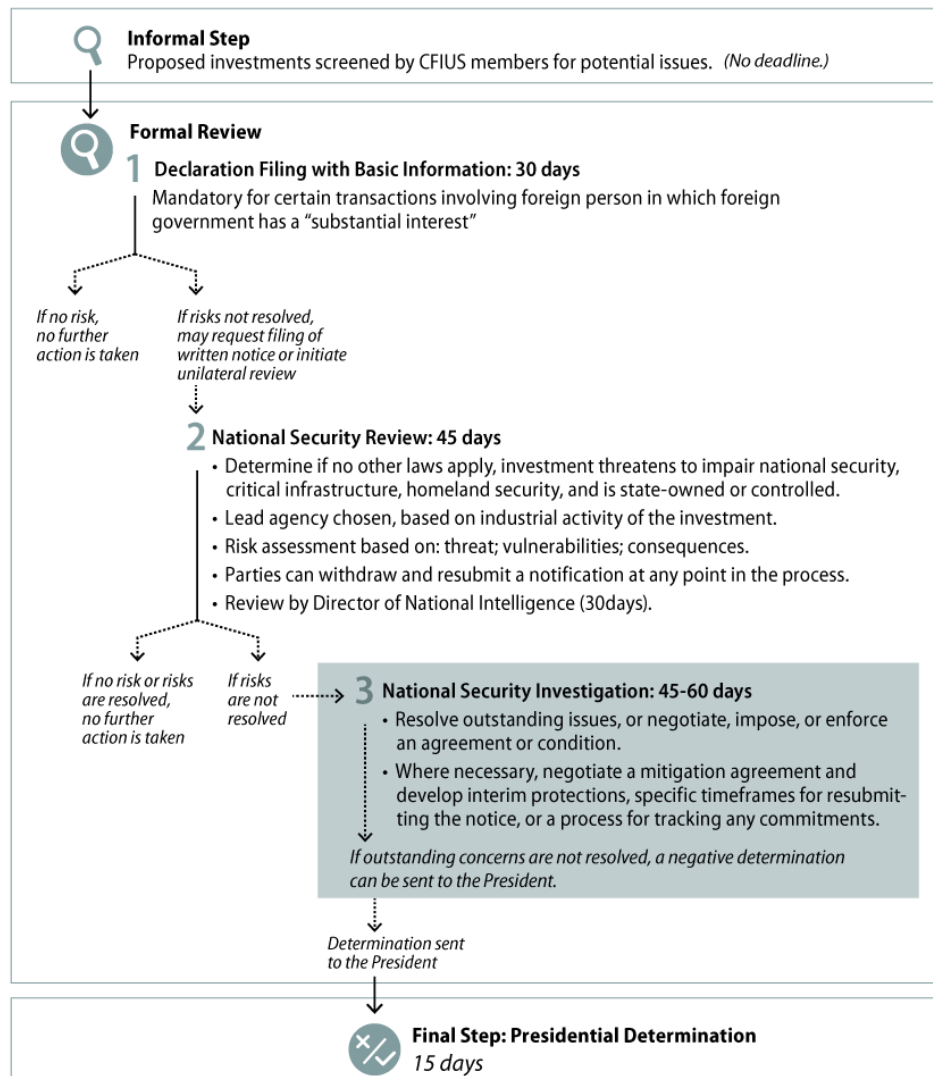 Informal Step
Proposed investments screened by CFIUS members for potential issues. (No deadline.)
Formal Review
1 Declaration Filing with Basic Information: 30 days
Mandatory for certain transactions involving foreign person in which foreign
government has a “substantial interest”
If no risk,
no further
action is taken
If risks not resolved,
may request filing of
written notice or initiate
unilateral review
2 National Security Review: 45 days
• Determine if no other laws apply, investment threatens to impair national security,
critical infrastructure, homeland security, and is state-owned or controlled.
• Lead agency chosen, based on industrial activity of the investment.
• Risk assessment based on: threat; vulnerabilities; consequences.
• Parties can withdraw and resubmit a notification at any point in the process.
• Review by Director of National Intelligence (30days).
If no risk or risks
are resolved,
no further
action is taken
If risks
are not
resolved
3 National Security Investigation: 45-60 days
• Resolve outstanding issues, or negotiate, impose, or enforce
an agreement or condition.
• Where necessary, negotiate a mitigation agreement and
develop interim protections, specific timeframes for resubmit-
ting the notice, or a process for tracking any commitments.
If outstanding concerns are not resolved, a negative determination
can be sent to the President.
Determination sent
to the President
Final Step: Presidential Determination
15 days